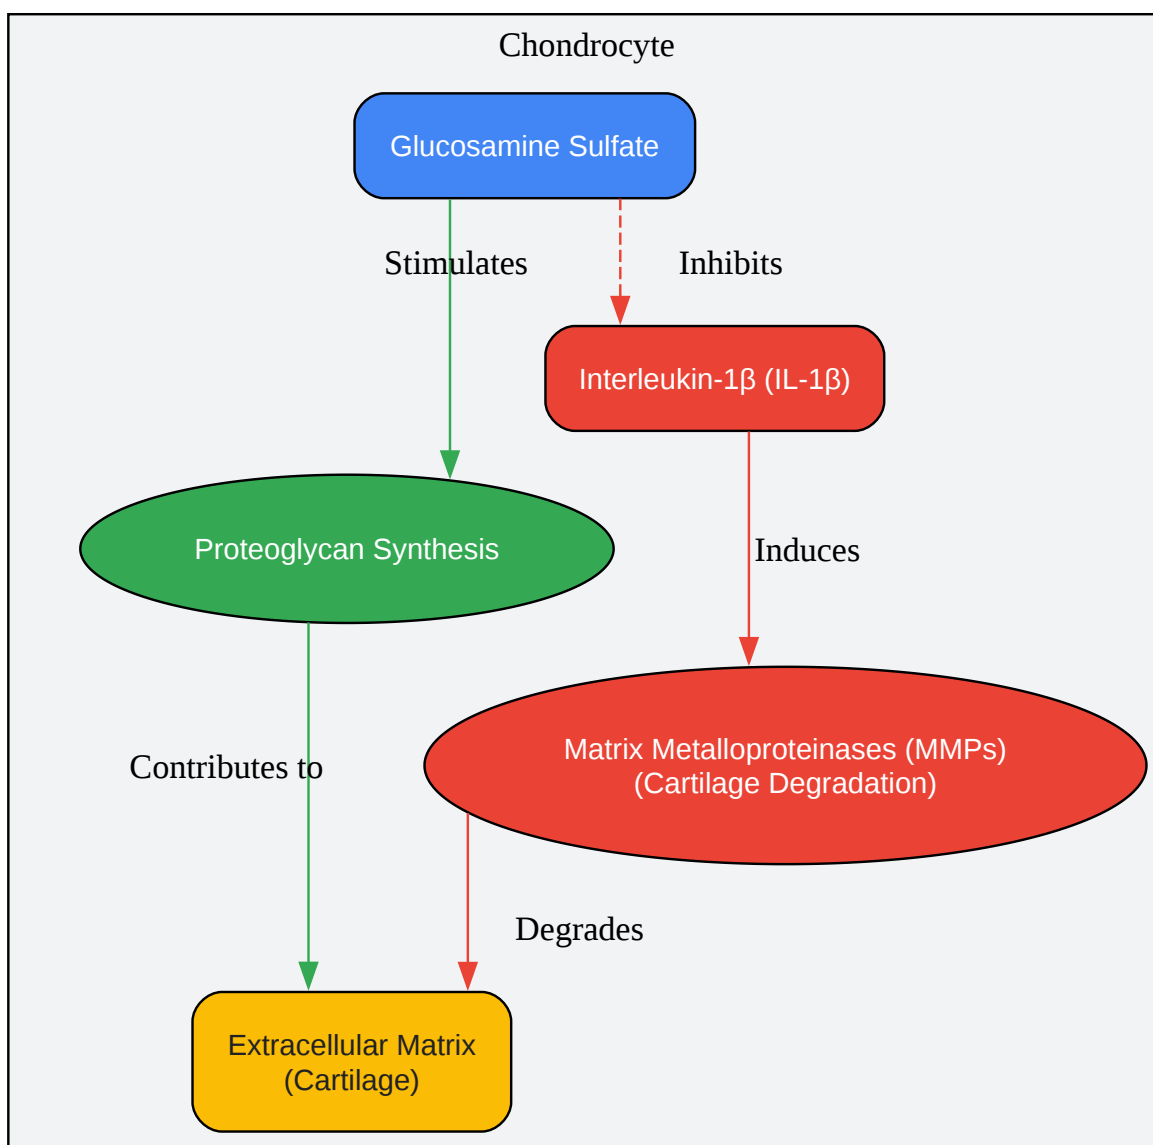 Chondrocyte
Glucosamine Sulfate
Stimulates
Inhibits
Interleukin-1β (IL-1β)
Proteoglycan Synthesis
Induces
Matrix Metalloproteinases (MMPs)
(Cartilage Degradation)
Contributes to
Degrades
Extracellular Matrix
(Cartilage)